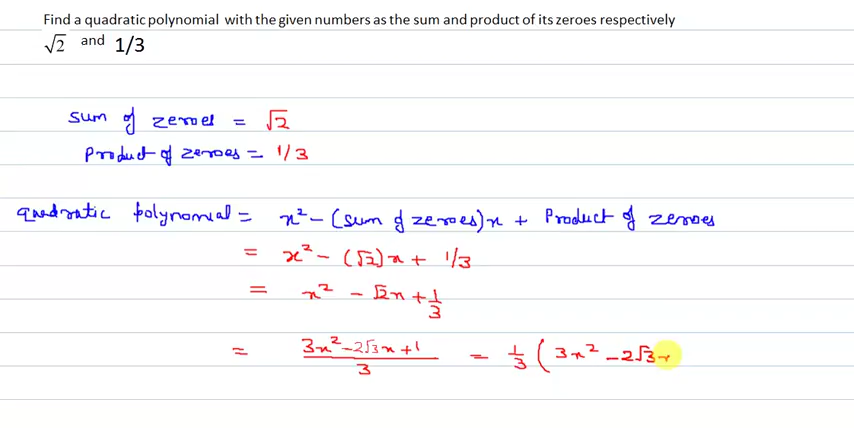 Find a quadratic polynomial with the given numbers as the sum and product of its zeroes respectively
√2 and 1/3
Sum of zeroes = √2
Product of zeroes = 1/3
quadratic polynomial = x² - (sum of zeroes)x + Product of zeroes
= x² - (√2)x + 1/3
= x² - √2x + 1/3
= (3x² - 2√3x + 1)/3 = 1/3 (3x² - 2√3x